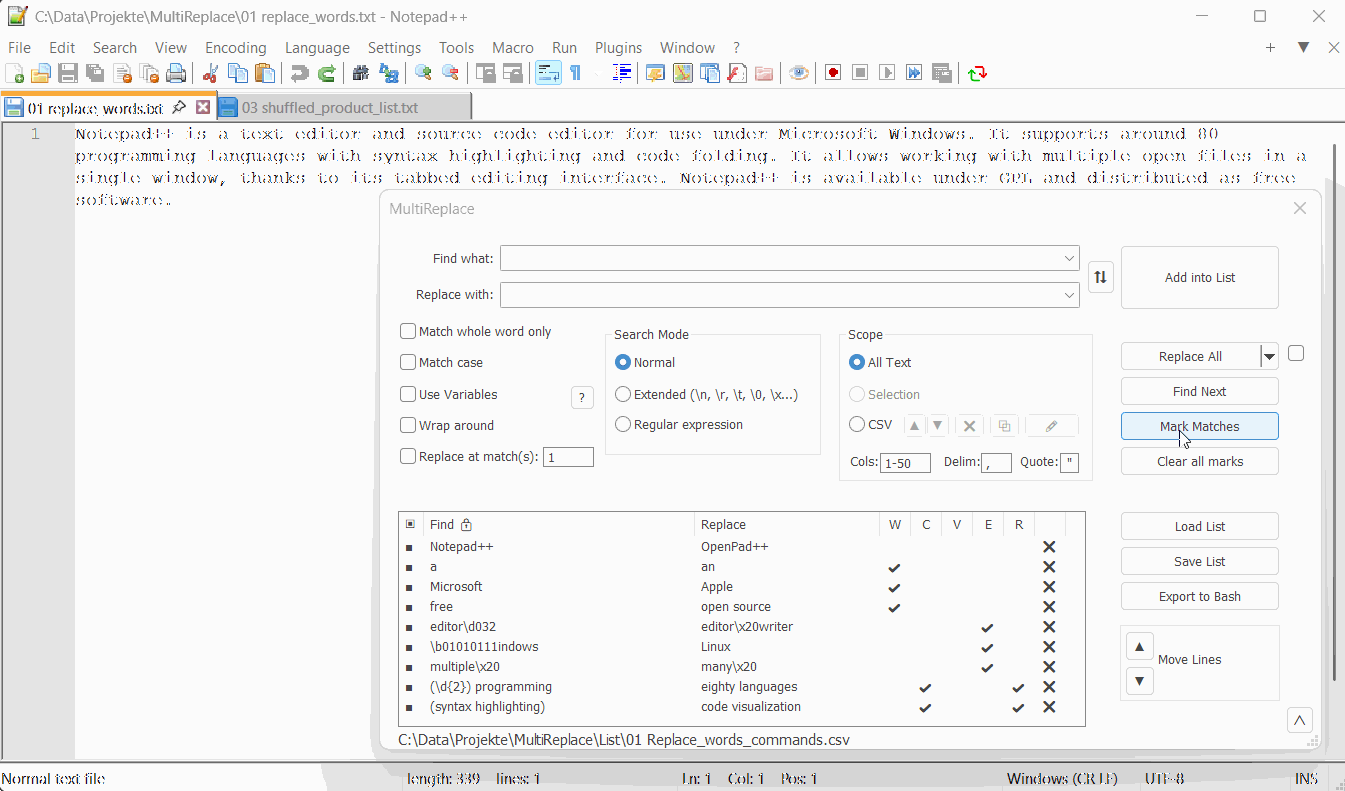 C:\Data\Projekte\MultiReplace\01 replace_words.txt - Notepad++
File Edit Search View Encoding Language Settings Tools Macro Run Plugins Window ?
01 replace_words.txt 03 shuffled_product_list.txt
1 Notepad++ is a text editor and source code editor for use under Microsoft Windows. It supports around 80
programming languages with syntax highlighting and code folding. It allows working with multiple open files in a
single window, thanks to its tabbed editing interface. Notepad++ is available under GPL and distributed as free
software.
MultiReplace
Find what:
Add into List
Replace with:
Match whole word only Search Mode Scope
Replace All
Match case Normal All Text
Use Variables ? Extended (\n, \r, \t, \0, \x...) Selection Find Next
Wrap around Regular expression CSV Mark Matches
Replace at match(s): 1 Cols: 1-50 Delim: , Quote: " Clear all marks
Find Replace W C V E R Load List
Notepad++ OpenPad++
a an Save List
Microsoft Apple
free open source Export to Bash
editor\d032 editor\x20writer
\b01010111indows Linux
multiple\x20 many\x20 Move Lines
(\d{2}) programming eighty languages
(syntax highlighting) code visualization
C:\Data\Projekte\MultiReplace\List\01 Replace_words_commands.csv
Normal text file length: 339 lines: 1 Ln: 1 Col: 1 Pos: 1 Windows (CR LF) UTF-8 INS